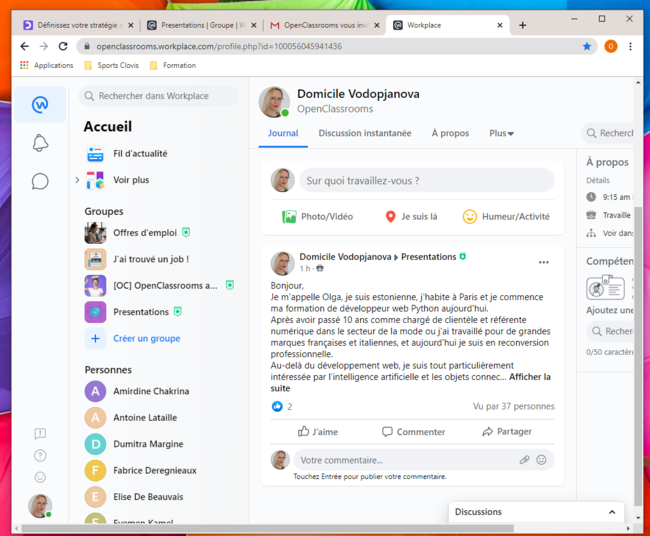 Définissez votre stratégie
Presentations | Groupe | W
OpenClassrooms vous inv
Workplace
openclassrooms.workplace.com/profile.php?id=100056045941436
O
Applications
Sports Clovis
Formation
Rechercher dans Workplace
Accueil
Fil d'actualité
Voir plus
Groupes
Offres d'emploi
J'ai trouvé un job !
[OC] OpenClassrooms a...
Presentations
Créer un groupe
Personnes
A
Amirdine Chakrina
A
Antoine Lataille
D
Dumitra Margine
F
Fabrice Deregnieaux
E
Elise De Beauvais
Domicile Vodopjanova
OpenClassrooms
Journal
Discussion instantanée
À propos
Plus
Recherch
Sur quoi travaillez-vous ?
Photo/Vidéo
Je suis là
Humeur/Activité
Domicile Vodopjanova
Presentations
1 h ·
Bonjour,
Je m'appelle Olga, je suis estonienne, j'habite à Paris et je commence
ma formation de développeur web Python aujourd'hui.
Après avoir passé 10 ans comme chargé de clientèle et référente
numérique dans le secteur de la mode ou j'ai travaillé pour de grandes
marques françaises et italiennes, et aujourd'hui je suis en reconversion
professionnelle.
Au-delà du développement web, je suis tout particulièrement
intéressée par l'intelligence artificielle et les objets connec... Afficher la
suite
2
Vu par 37 personnes
J'aime
Commenter
Partager
Votre commentaire...
Touchez Entrée pour publier votre commentaire.
À propos
Détails
9:15 am
Travaille
Voir dans
Compéten
Ajoutez une
Recher
0/50 caractère
Discussions